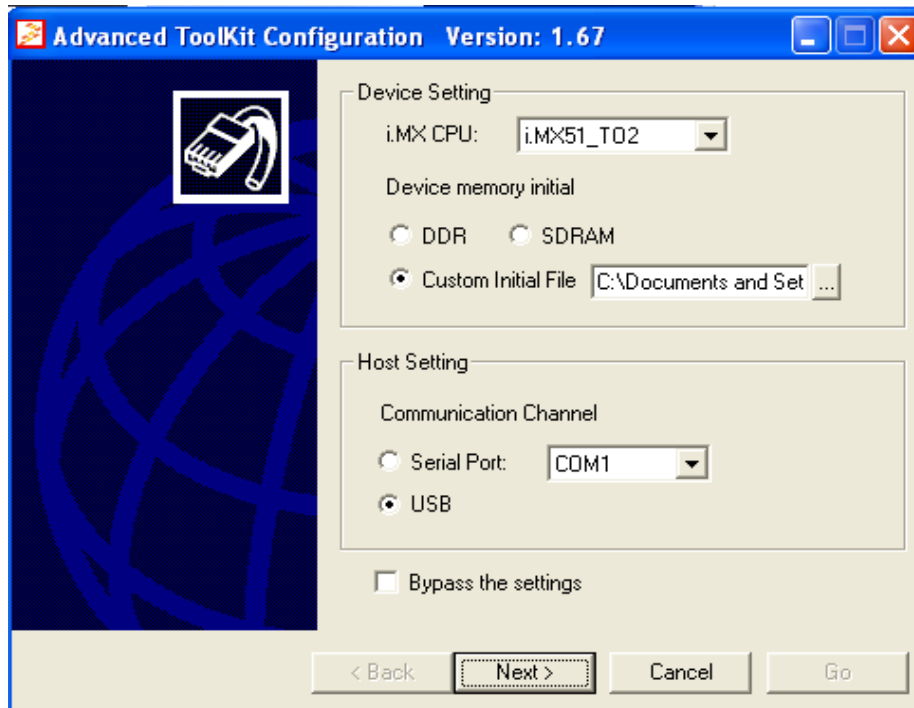 Advanced ToolKit Configuration Version: 1.67
Device Setting
i.MX CPU: i.MX51_TO2
Device memory initial
DDR SDRAM
Custom Initial File C:\Documents and Set ...
Host Setting
Communication Channel
Serial Port: COM1
USB
Bypass the settings
< Back Next > Cancel Go